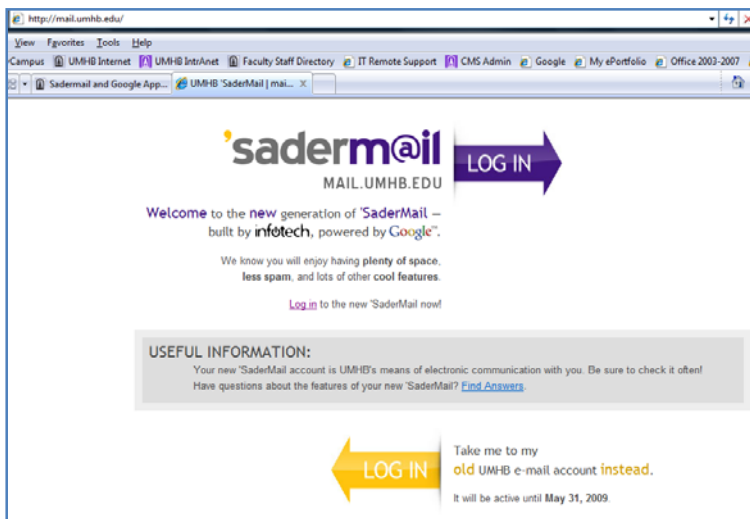 http://mail.umhb.edu/
View Favorites Tools Help
Campus UMHB Internet UMHB IntrAnet Faculty Staff Directory IT Remote Support CMS Admin Google My ePortfolio Office 2003-2007
Sadermail and Google App... UMHB 'SaderMail | mai... X
'saderm@il
MAIL.UMHB.EDU
LOG IN
Welcome to the new generation of 'SaderMail –
built by infotech, powered by Google™.
We know you will enjoy having plenty of space,
less spam, and lots of other cool features.
Log in to the new 'SaderMail now!
USEFUL INFORMATION:
Your new 'SaderMail account is UMHB's means of electronic communication with you. Be sure to check it often!
Have questions about the features of your new 'SaderMail? Find Answers.
LOG IN
Take me to my
old UMHB e-mail account instead.
It will be active until May 31, 2009.